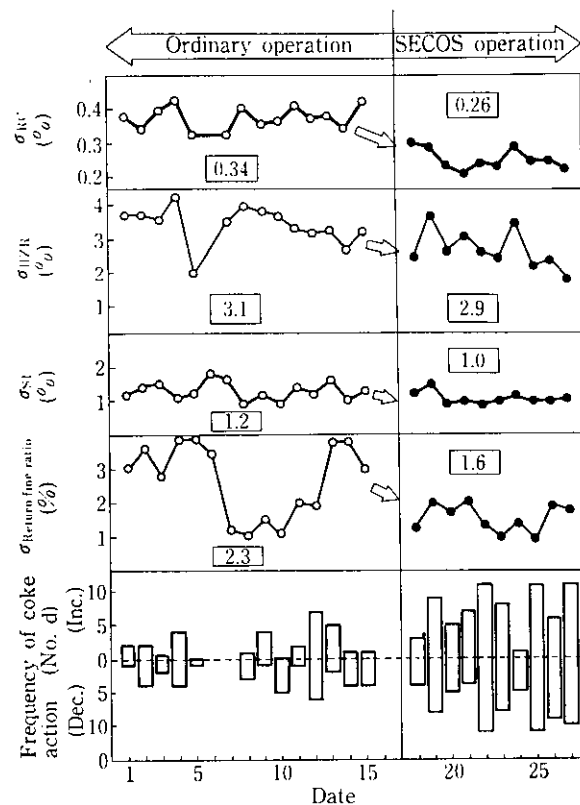 Ordinary operation SECOS operation
σRC (%)
0.4
0.3
0.2
0.34
0.26
σHZR (%)
4
3
2
1
3.1
2.9
σSI (%)
2
1
1.2
1.0
σReturn fine ratio (%)
3
2
1
2.3
1.6
Frequency of coke
action (No. d)
(Dec.) (Inc.)
10
5
0
5
10
0
1 5 10 15 20 25
Date